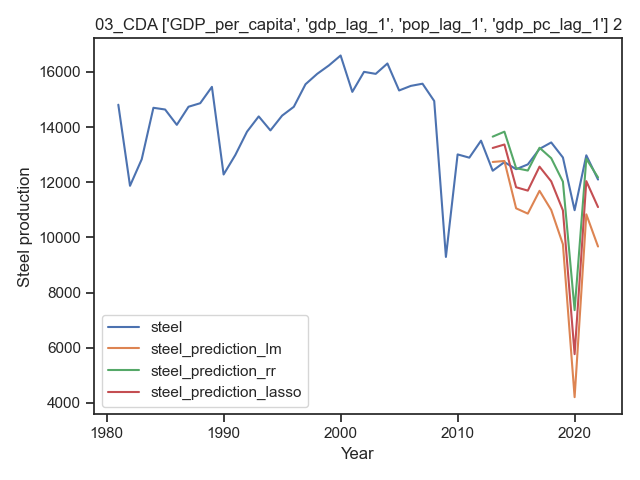 03_CDA ['GDP_per_capita', 'gdp_lag_1', 'pop_lag_1', 'gdp_pc_lag_1'] 2
16000
14000
12000
10000
8000
6000
4000
Steel production
steel
steel_prediction_lm
steel_prediction_rr
steel_prediction_lasso
1980
1990
2000
2010
2020
Year